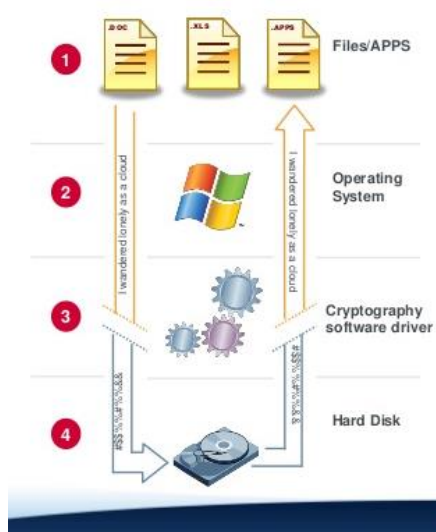 .DOC
.XLS
.APPS
1
Files/APPS
I wandered lonely as a cloud
I wandered lonely as a cloud
2
Operating
System
TM
3
Cryptography
software driver
4
Hard Disk